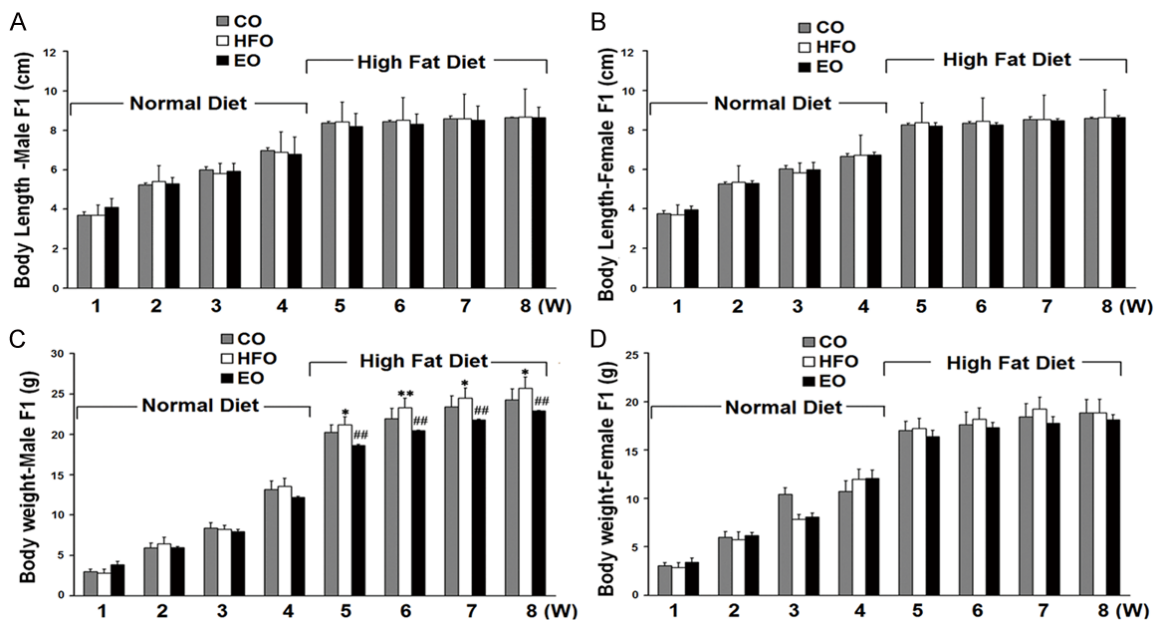 A
CO
HFO
EO
Body Length -Male F1 (cm)
12
10
8
6
4
2
0
Normal Diet
High Fat Diet
1 2 3 4 5 6 7 8 (W)
B
CO
HFO
EO
Body Length-Female F1 (cm)
12
10
8
6
4
2
0
Normal Diet
High Fat Diet
1 2 3 4 5 6 7 8 (W)
C
CO
HFO
EO
Body weight-Male F1 (g)
30
25
20
15
10
5
0
Normal Diet
High Fat Diet
* ** * *
## ## ## ##
1 2 3 4 5 6 7 8 (W)
D
CO
HFO
EO
Body weight-Female F1 (g)
25
20
15
10
5
0
Normal Diet
High Fat Diet
1 2 3 4 5 6 7 8 (W)